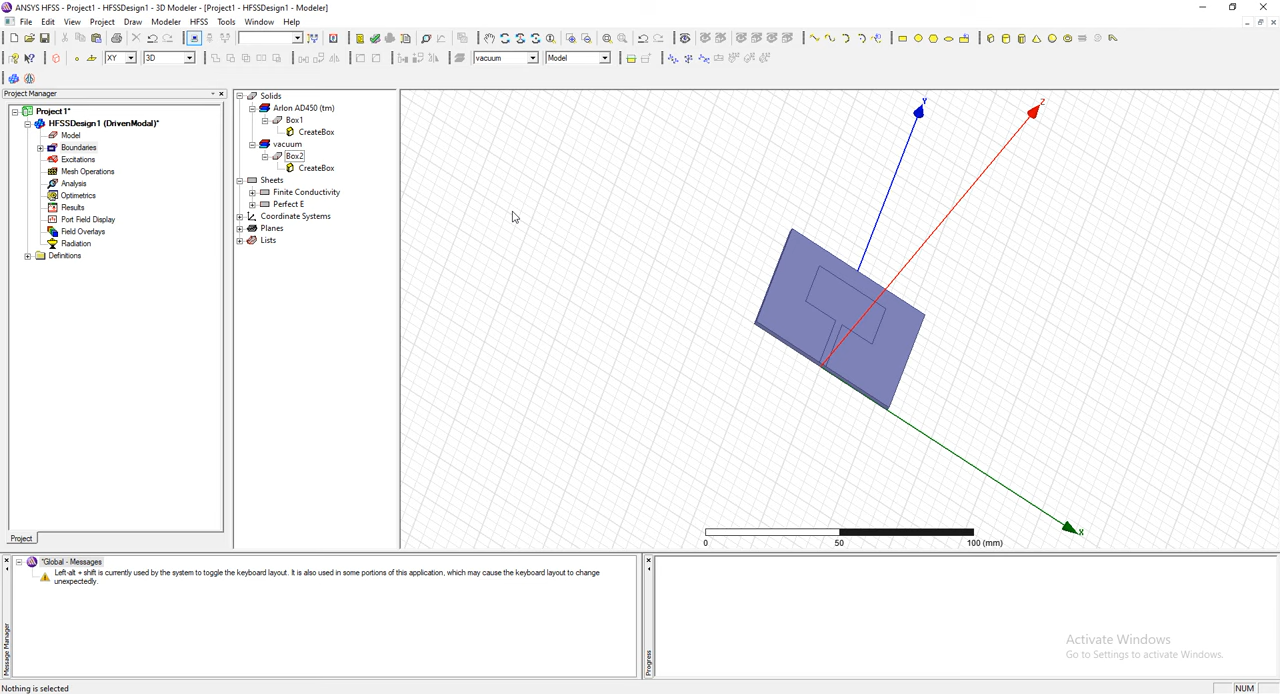 ANSYS HFSS - Project1 - HFSSDesign1 - 3D Modeler - [Project1 - HFSSDesign1 - Modeler]
File Edit View Project Draw Modeler HFSS Tools Window Help
XY 3D vacuum Model
Project Manager
Project1*
HFSSDesign1 (DrivenModal)*
Model
Boundaries
Excitations
Mesh Operations
Analysis
Optimetrics
Results
Port Field Display
Field Overlays
Radiation
Definitions
Project
Solids
Arlon AD450 (tm)
Box1
CreateBox
vacuum
Box2
CreateBox
Sheets
Finite Conductivity
Perfect E
Coordinate Systems
Planes
Lists
Y
Z
X
0 50 100 (mm)
Message Manager
*Global - Messages
Left-alt + shift is currently used by the system to toggle the keyboard layout. It is also used in some portions of this application, which may cause the keyboard layout to change
unexpectedly.
Progress
Activate Windows
Go to Settings to activate Windows.
Nothing is selected
NUM